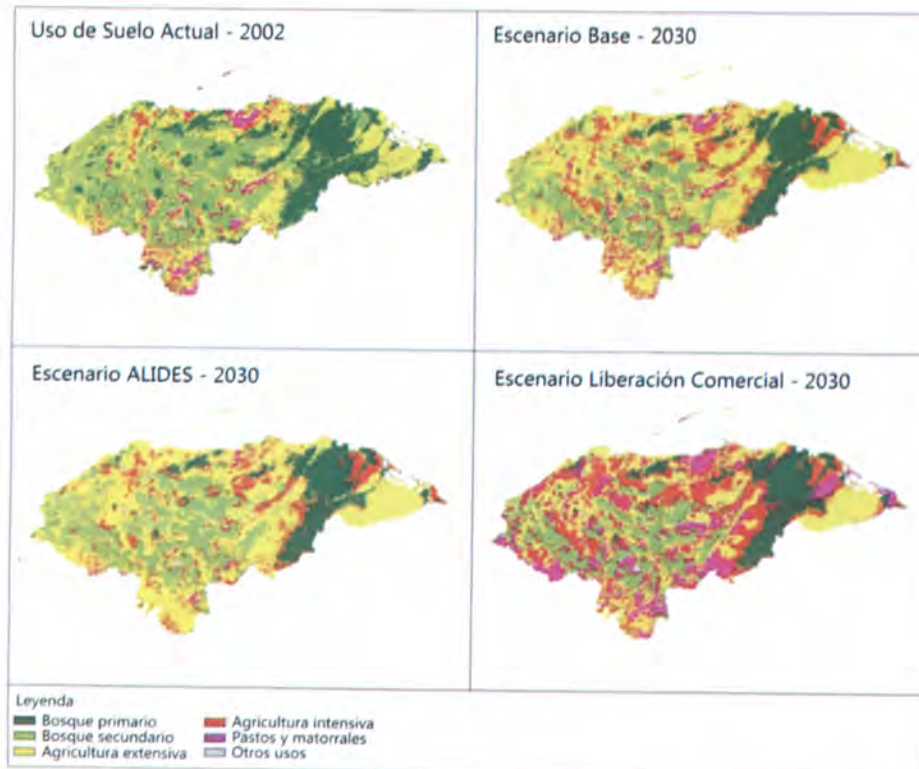 Uso de Suelo Actual - 2002
Escenario Base - 2030
Escenario ALIDES - 2030
Escenario Liberación Comercial - 2030
Leyenda
Bosque primario
Bosque secundario
Agricultura extensiva
Agricultura intensiva
Pastos y matorrales
Otros usos